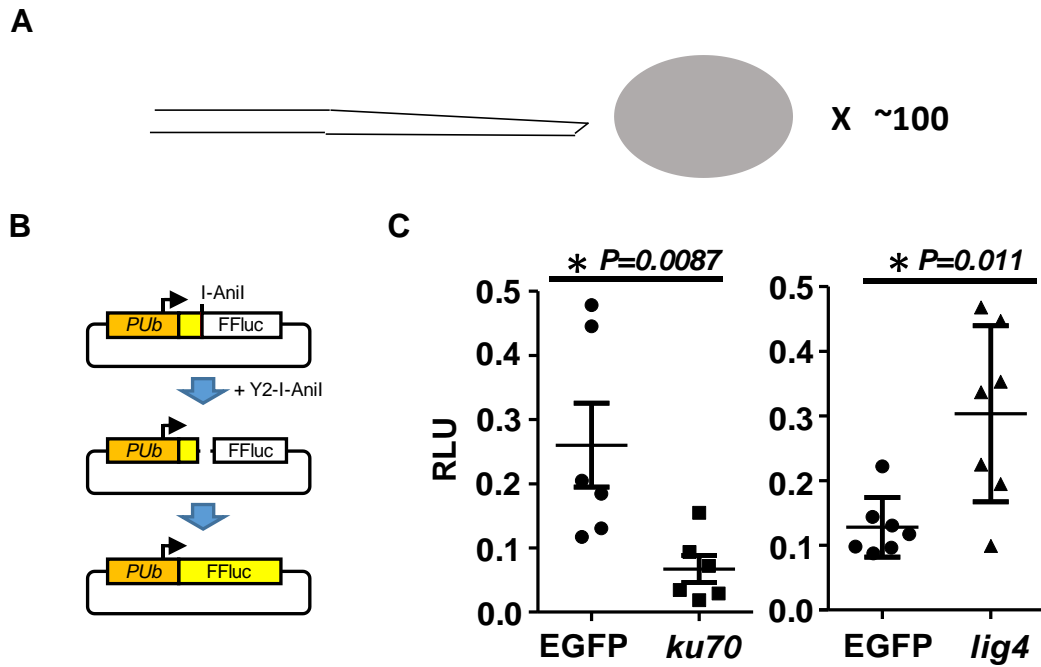 A
X ~100
B
I-AniI
PUb FFluc
+ Y2-I-AniI
PUb FFluc
PUb FFluc
C
* P=0.0087
RLU
0.5
0.4
0.3
0.2
0.1
0.0
EGFP ku70
* P=0.011
0.5
0.4
0.3
0.2
0.1
0.0
EGFP lig4